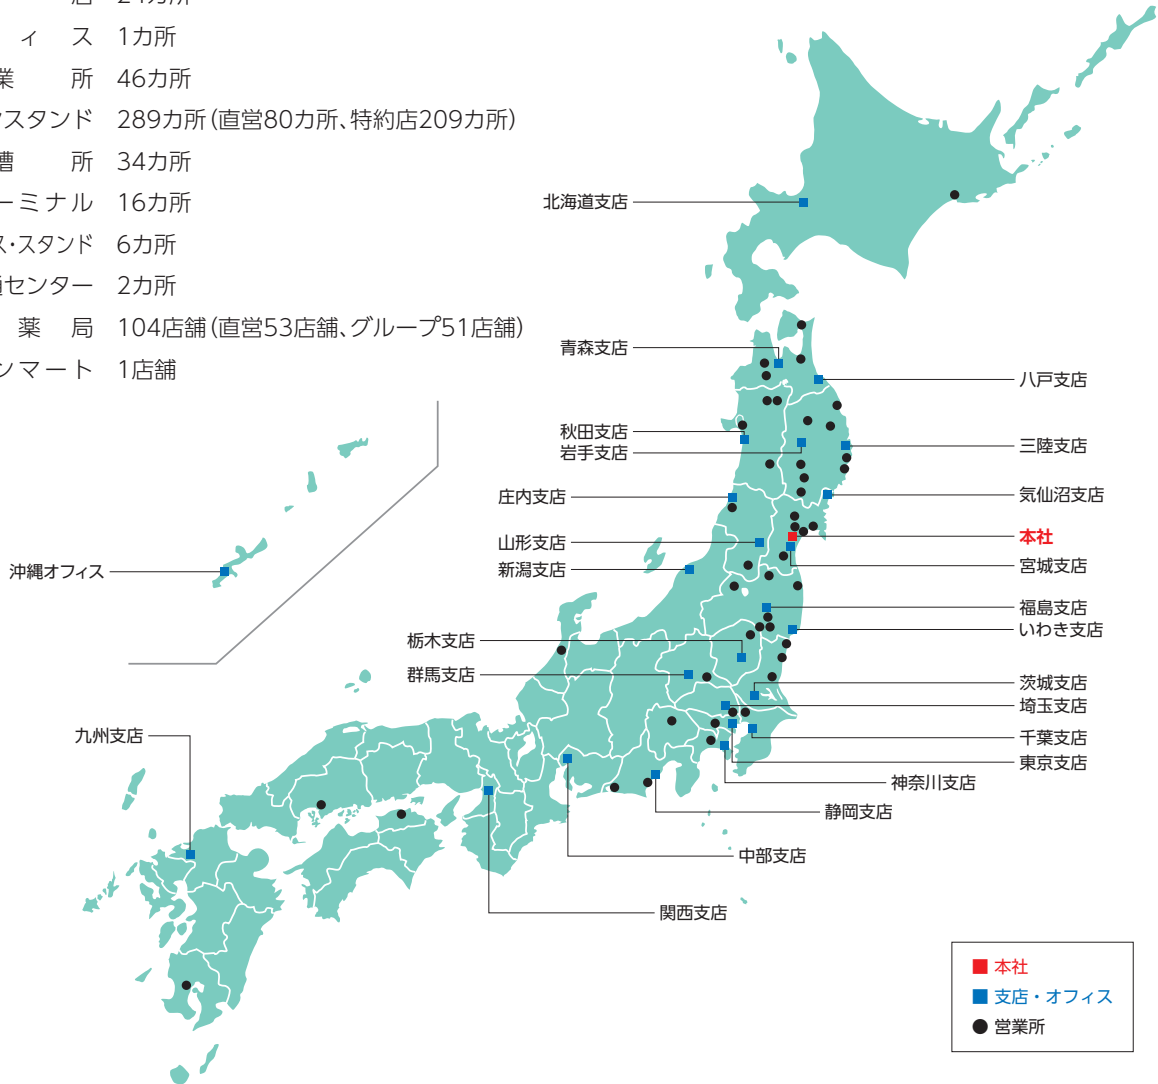 店
ィス 1カ所
業所 46カ所
スタンド 289カ所（直営80カ所、特約店209カ所）
槽所 34カ所
ーミナル 16カ所
ス・スタンド 6カ所
センター 2カ所
薬局 104店舗（直営53店舗、グループ51店舗）
ンマート 1店舗
北海道支店
青森支店
八戸支店
秋田支店
岩手支店
三陸支店
庄内支店
気仙沼支店
本社
山形支店
宮城支店
新潟支店
沖縄オフィス
福島支店
いわき支店
栃木支店
群馬支店
茨城支店
埼玉支店
九州支店
千葉支店
東京支店
神奈川支店
静岡支店
中部支店
関西支店
本社
支店・オフィス
営業所